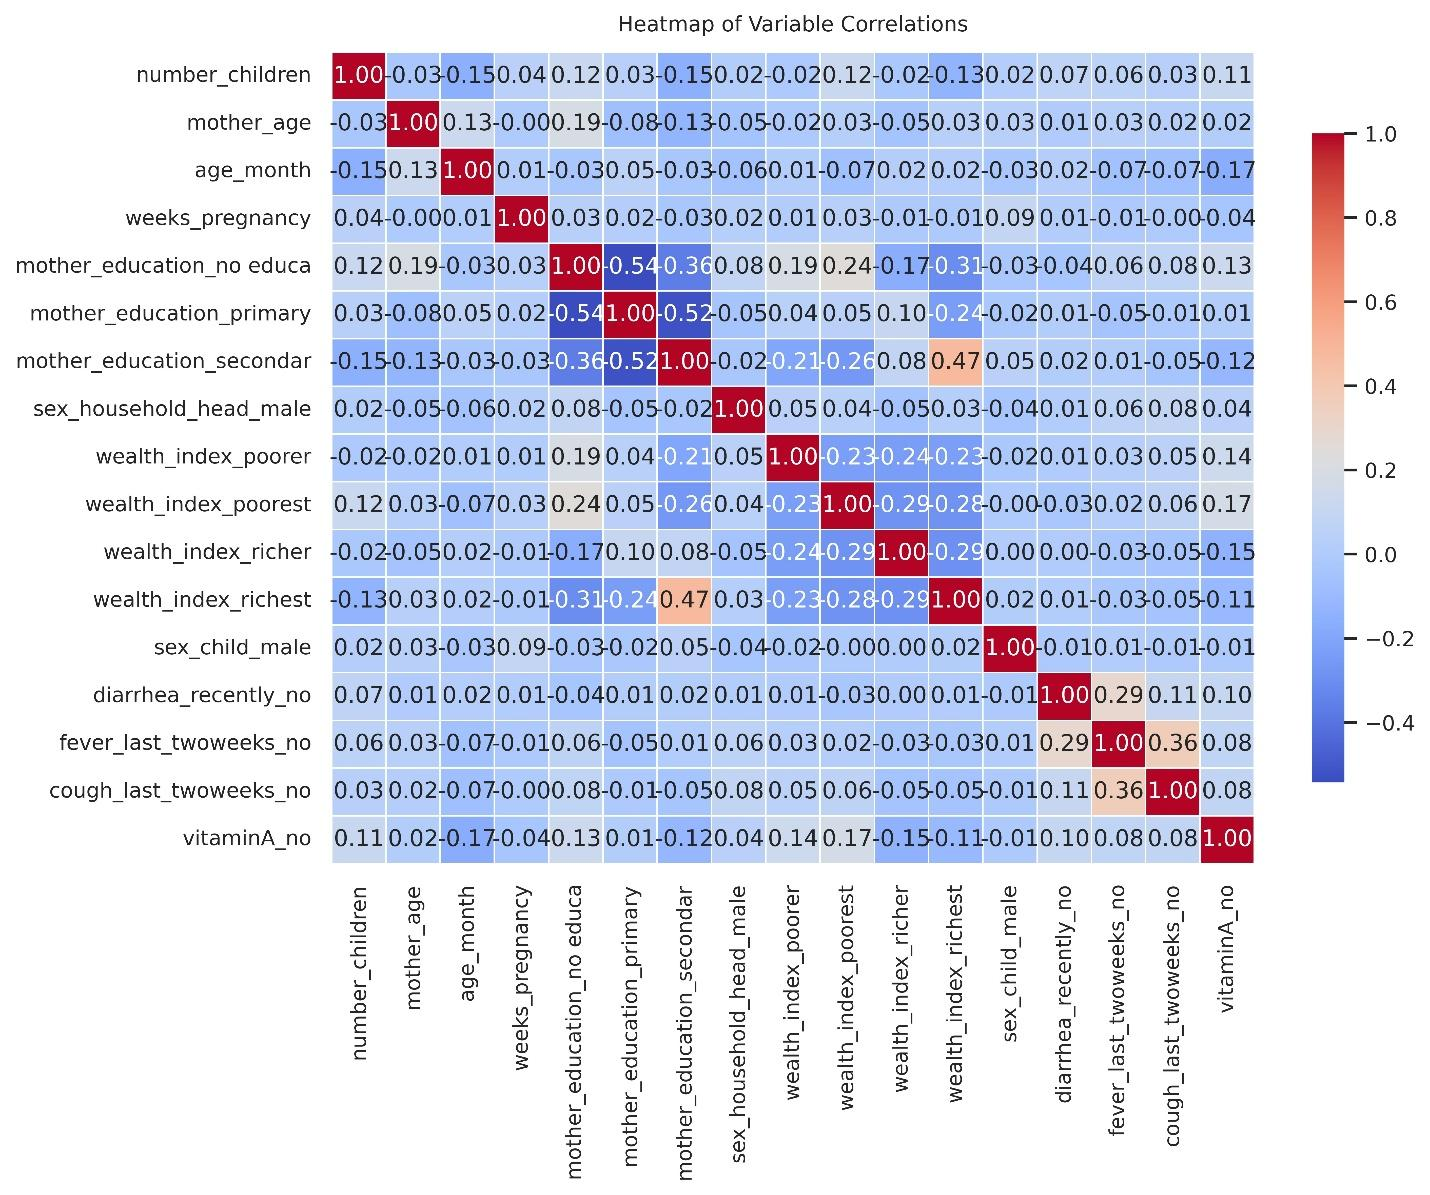 Heatmap of Variable Correlations
number_children 1.00 -0.03 -0.15 0.04 0.12 0.03 -0.15 0.02 -0.02 0.12 -0.02 -0.13 0.02 0.07 0.06 0.03 0.11
mother_age -0.03 1.00 0.13 -0.00 0.19 -0.08 -0.13 -0.05 -0.02 0.03 -0.05 0.03 0.03 0.01 0.03 0.02 0.02
age_month -0.15 0.13 1.00 0.01 -0.03 0.05 -0.03 -0.06 0.01 -0.07 0.02 0.02 -0.03 0.02 -0.07 -0.07 -0.17
weeks_pregnancy 0.04 -0.00 0.01 1.00 0.03 0.02 -0.03 0.02 0.01 0.03 -0.01 -0.01 0.09 0.01 -0.01 -0.00 -0.04
mother_education_no educa 0.12 0.19 -0.03 0.03 1.00 -0.54 -0.36 0.08 0.19 0.24 -0.17 -0.31 -0.03 -0.04 0.06 0.08 0.13
mother_education_primary 0.03 -0.08 0.05 0.02 -0.54 1.00 -0.52 -0.05 0.04 0.05 0.10 -0.24 -0.02 0.01 -0.05 -0.01 0.01
mother_education_secondar -0.15 -0.13 -0.03 -0.03 -0.36 -0.52 1.00 -0.02 -0.21 -0.26 0.08 0.47 0.05 0.02 0.01 -0.05 -0.12
sex_household_head_male 0.02 -0.05 -0.06 0.02 0.08 -0.05 -0.02 1.00 0.05 0.04 -0.05 0.03 -0.04 0.01 0.06 0.08 0.04
wealth_index_poorer -0.02 -0.02 0.01 0.01 0.19 0.04 -0.21 0.05 1.00 -0.23 -0.24 -0.23 -0.02 0.01 0.03 0.05 0.14
wealth_index_poorest 0.12 0.03 -0.07 0.03 0.24 0.05 -0.26 0.04 -0.23 1.00 -0.29 -0.28 -0.00 -0.03 0.02 0.06 0.17
wealth_index_richer -0.02 -0.05 0.02 -0.01 -0.17 0.10 0.08 -0.05 -0.24 -0.29 1.00 -0.29 0.00 0.00 -0.03 -0.05 -0.15
wealth_index_richest -0.13 0.03 0.02 -0.01 -0.31 -0.24 0.47 0.03 -0.23 -0.28 -0.29 1.00 0.02 0.01 -0.03 -0.05 -0.11
sex_child_male 0.02 0.03 -0.03 0.09 -0.03 -0.02 0.05 -0.04 -0.02 -0.00 0.00 0.02 1.00 -0.01 0.01 -0.01 -0.01
diarrhea_recently_no 0.07 0.01 0.02 0.01 -0.04 0.01 0.02 0.01 0.01 -0.03 0.00 0.01 -0.01 1.00 0.29 0.11 0.10
fever_last_twoweeks_no 0.06 0.03 -0.07 -0.01 0.06 -0.05 0.01 0.06 0.03 0.02 -0.03 -0.03 0.01 0.29 1.00 0.36 0.08
cough_last_twoweeks_no 0.03 0.02 -0.07 -0.00 0.08 -0.01 -0.05 0.08 0.05 0.06 -0.05 -0.05 -0.01 0.11 0.36 1.00 0.08
vitaminA_no 0.11 0.02 -0.17 -0.04 0.13 0.01 -0.12 0.04 0.14 0.17 -0.15 -0.11 -0.01 0.10 0.08 0.08 1.00
number_children
mother_age
age_month
weeks_pregnancy
mother_education_no educa
mother_education_primary
mother_education_secondar
sex_household_head_male
wealth_index_poorer
wealth_index_poorest
wealth_index_richer
wealth_index_richest
sex_child_male
diarrhea_recently_no
fever_last_twoweeks_no
cough_last_twoweeks_no
vitaminA_no
1.0
0.8
0.6
0.4
0.2
0.0
−0.2
−0.4